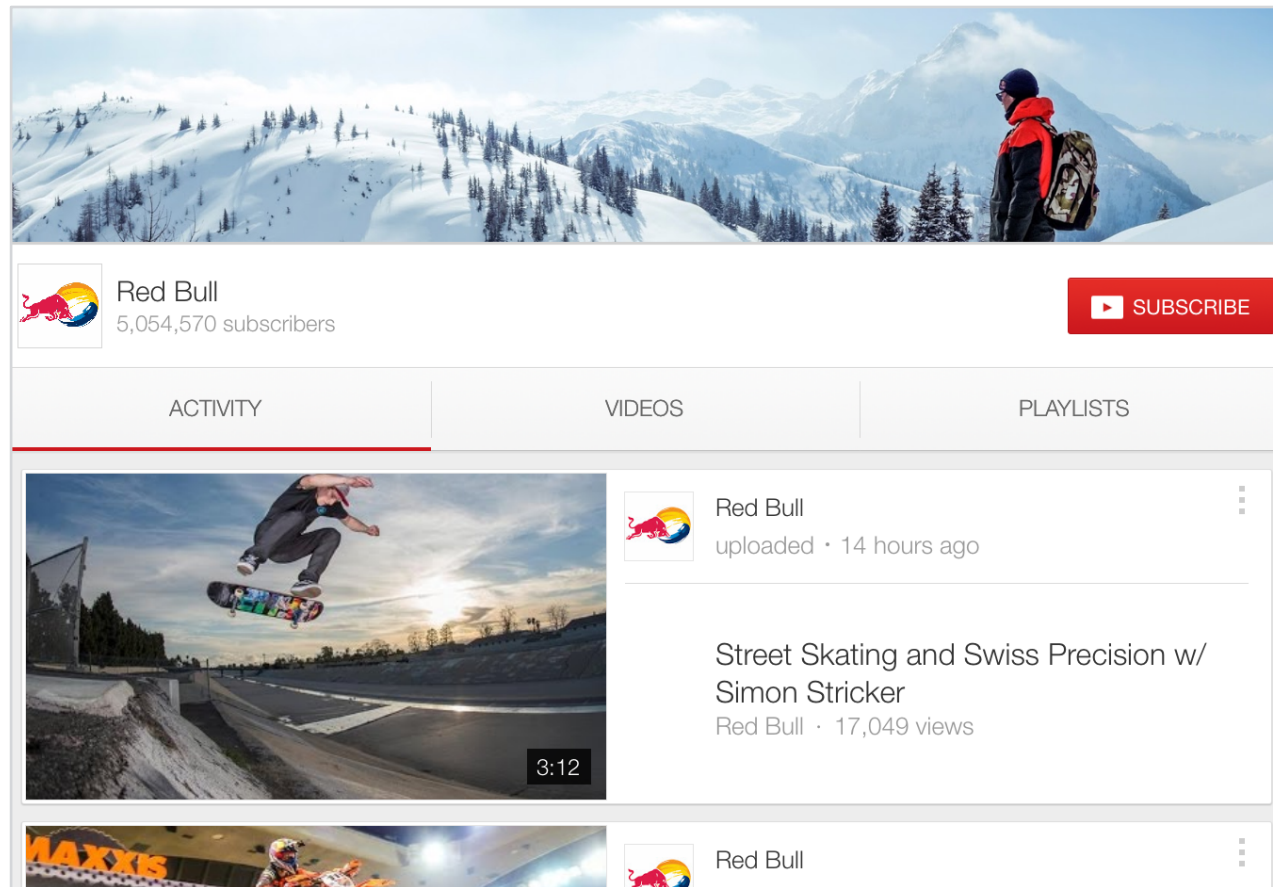 Red Bull
5,054,570 subscribers
SUBSCRIBE
ACTIVITY
VIDEOS
PLAYLISTS
Red Bull
uploaded · 14 hours ago
Street Skating and Swiss Precision w/
Simon Stricker
Red Bull · 17,049 views
3:12
MAXXIS
Red Bull